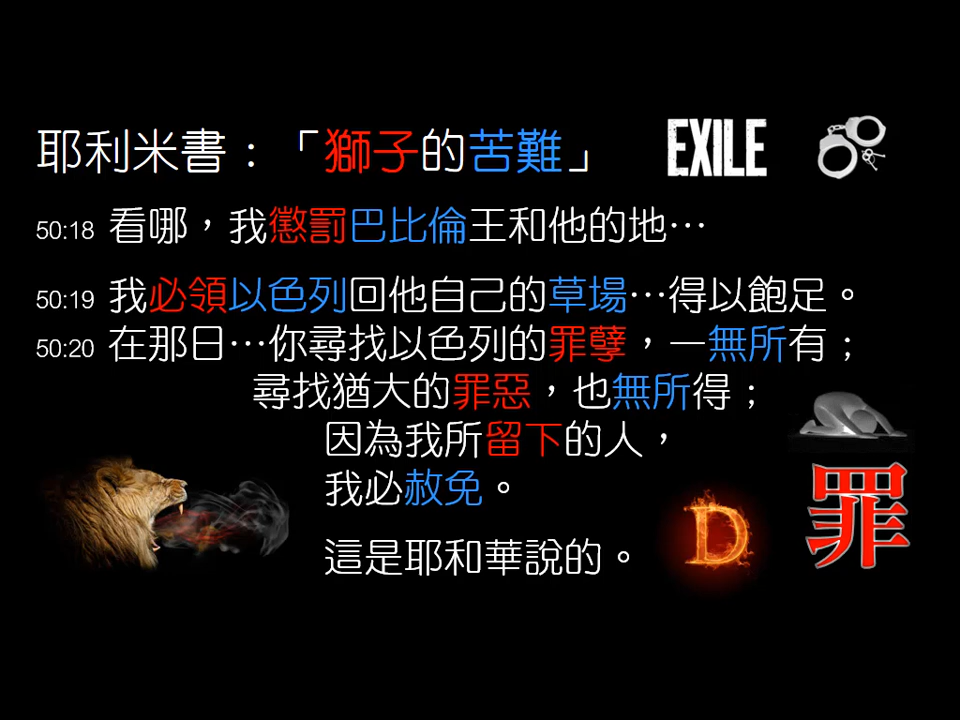 耶利米書：「獅子的苦難」 EXILE
50:18 看哪，我懲罰巴比倫王和他的地…
50:19 我必領以色列回他自己的草場…得以飽足。
50:20 在那日…你尋找以色列的罪孽，一無所有；
尋找猶大的罪惡，也無所得；
因為我所留下的人，
我必赦免。
這是耶和華說的。
D
罪